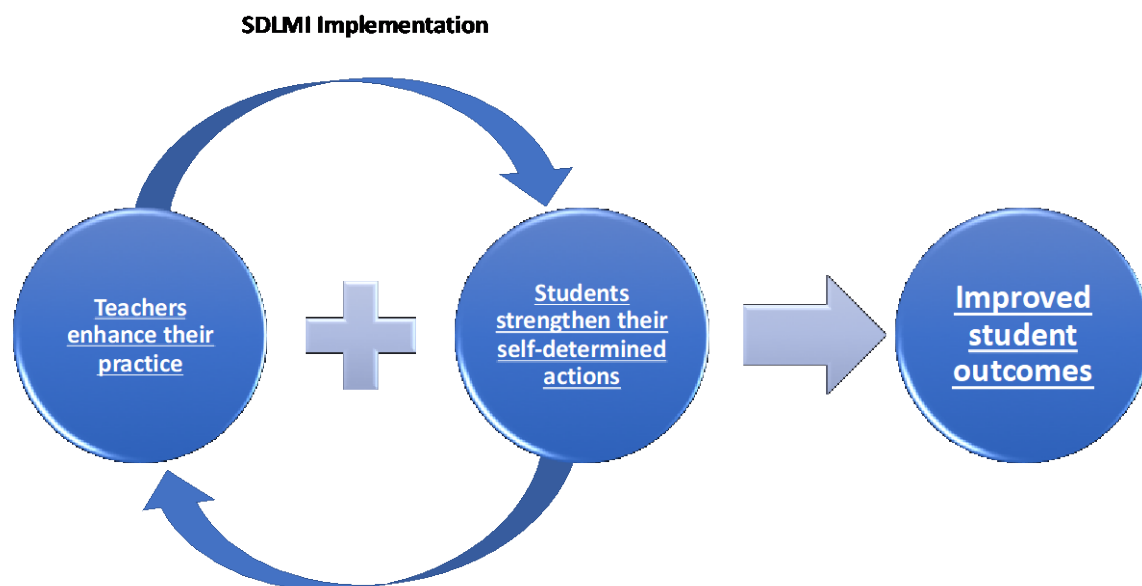 SDLMI Implementation
Teachers
enhance their
practice
Students
strengthen their
self-determined
actions
Improved
student
outcomes